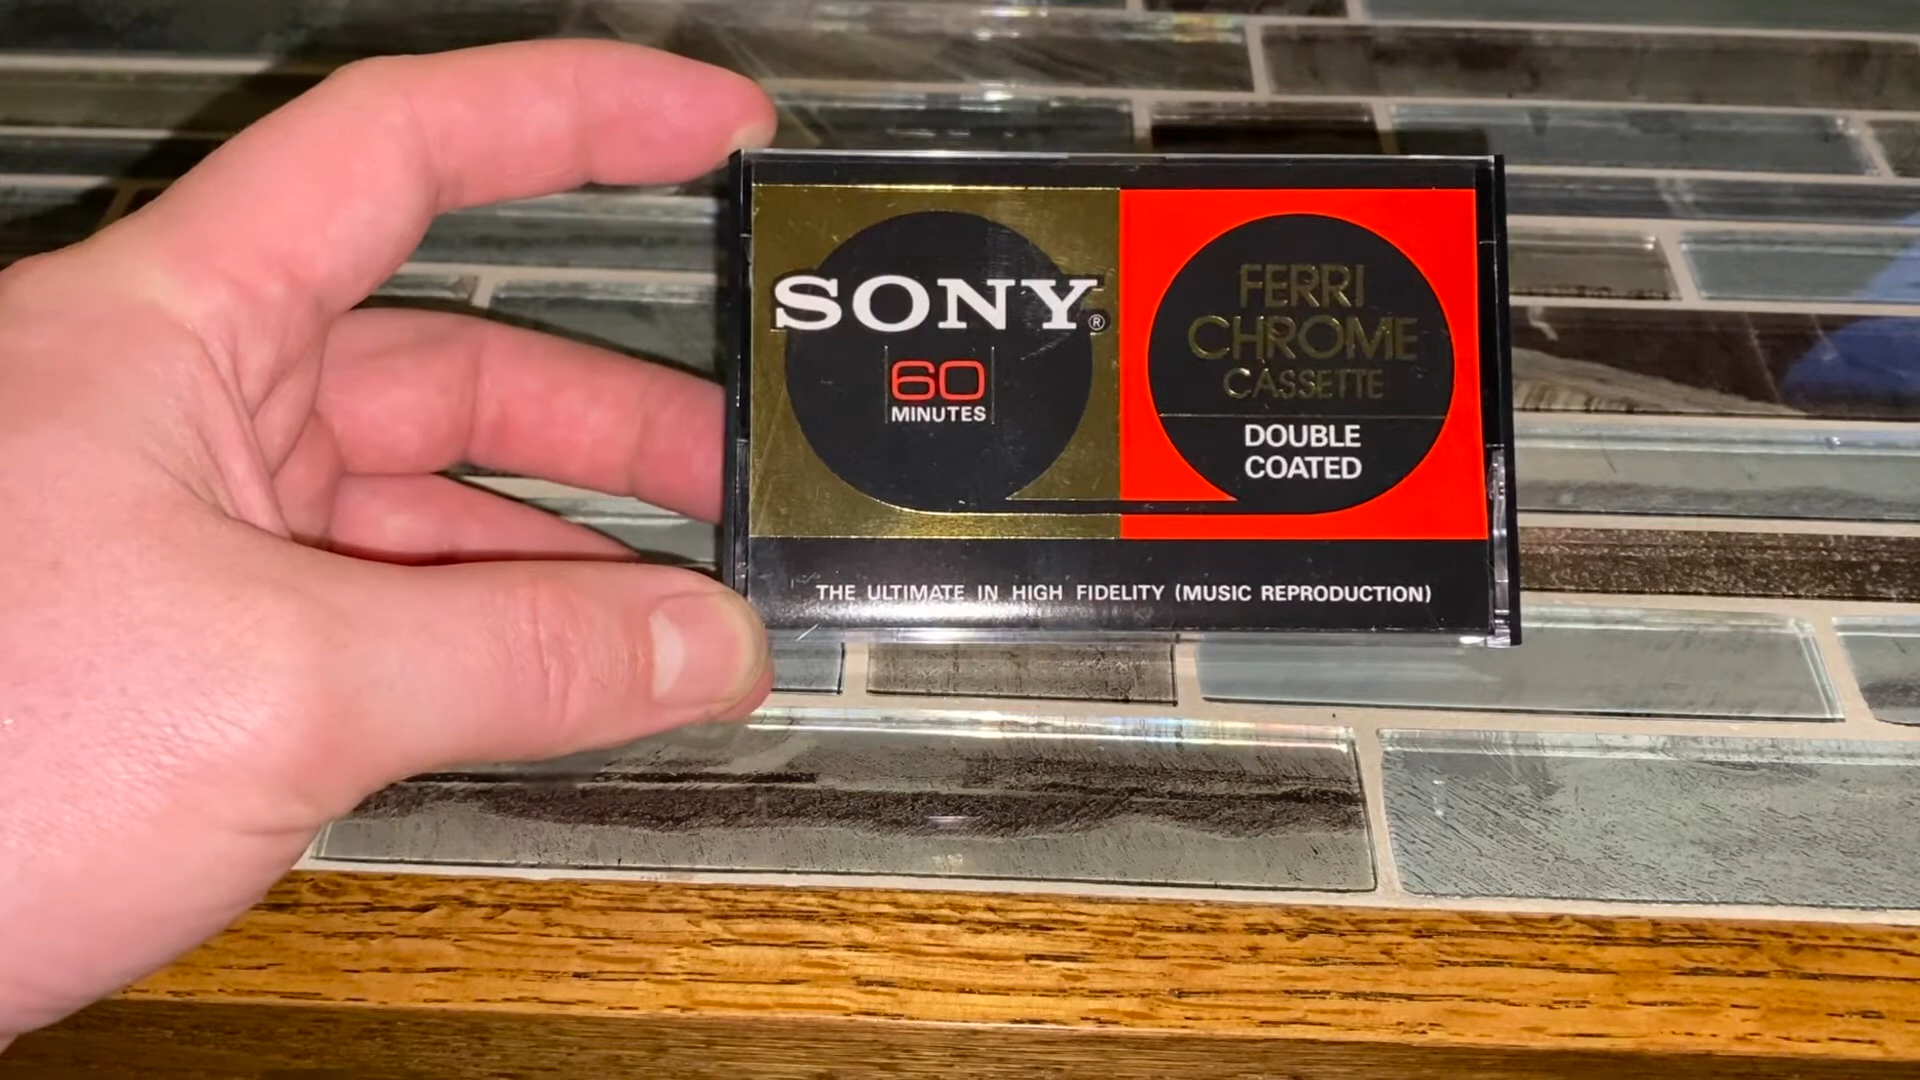 SONY®
60
MINUTES
FERRI
CHROME
CASSETTE
DOUBLE
COATED
THE ULTIMATE IN HIGH FIDELITY (MUSIC REPRODUCTION)